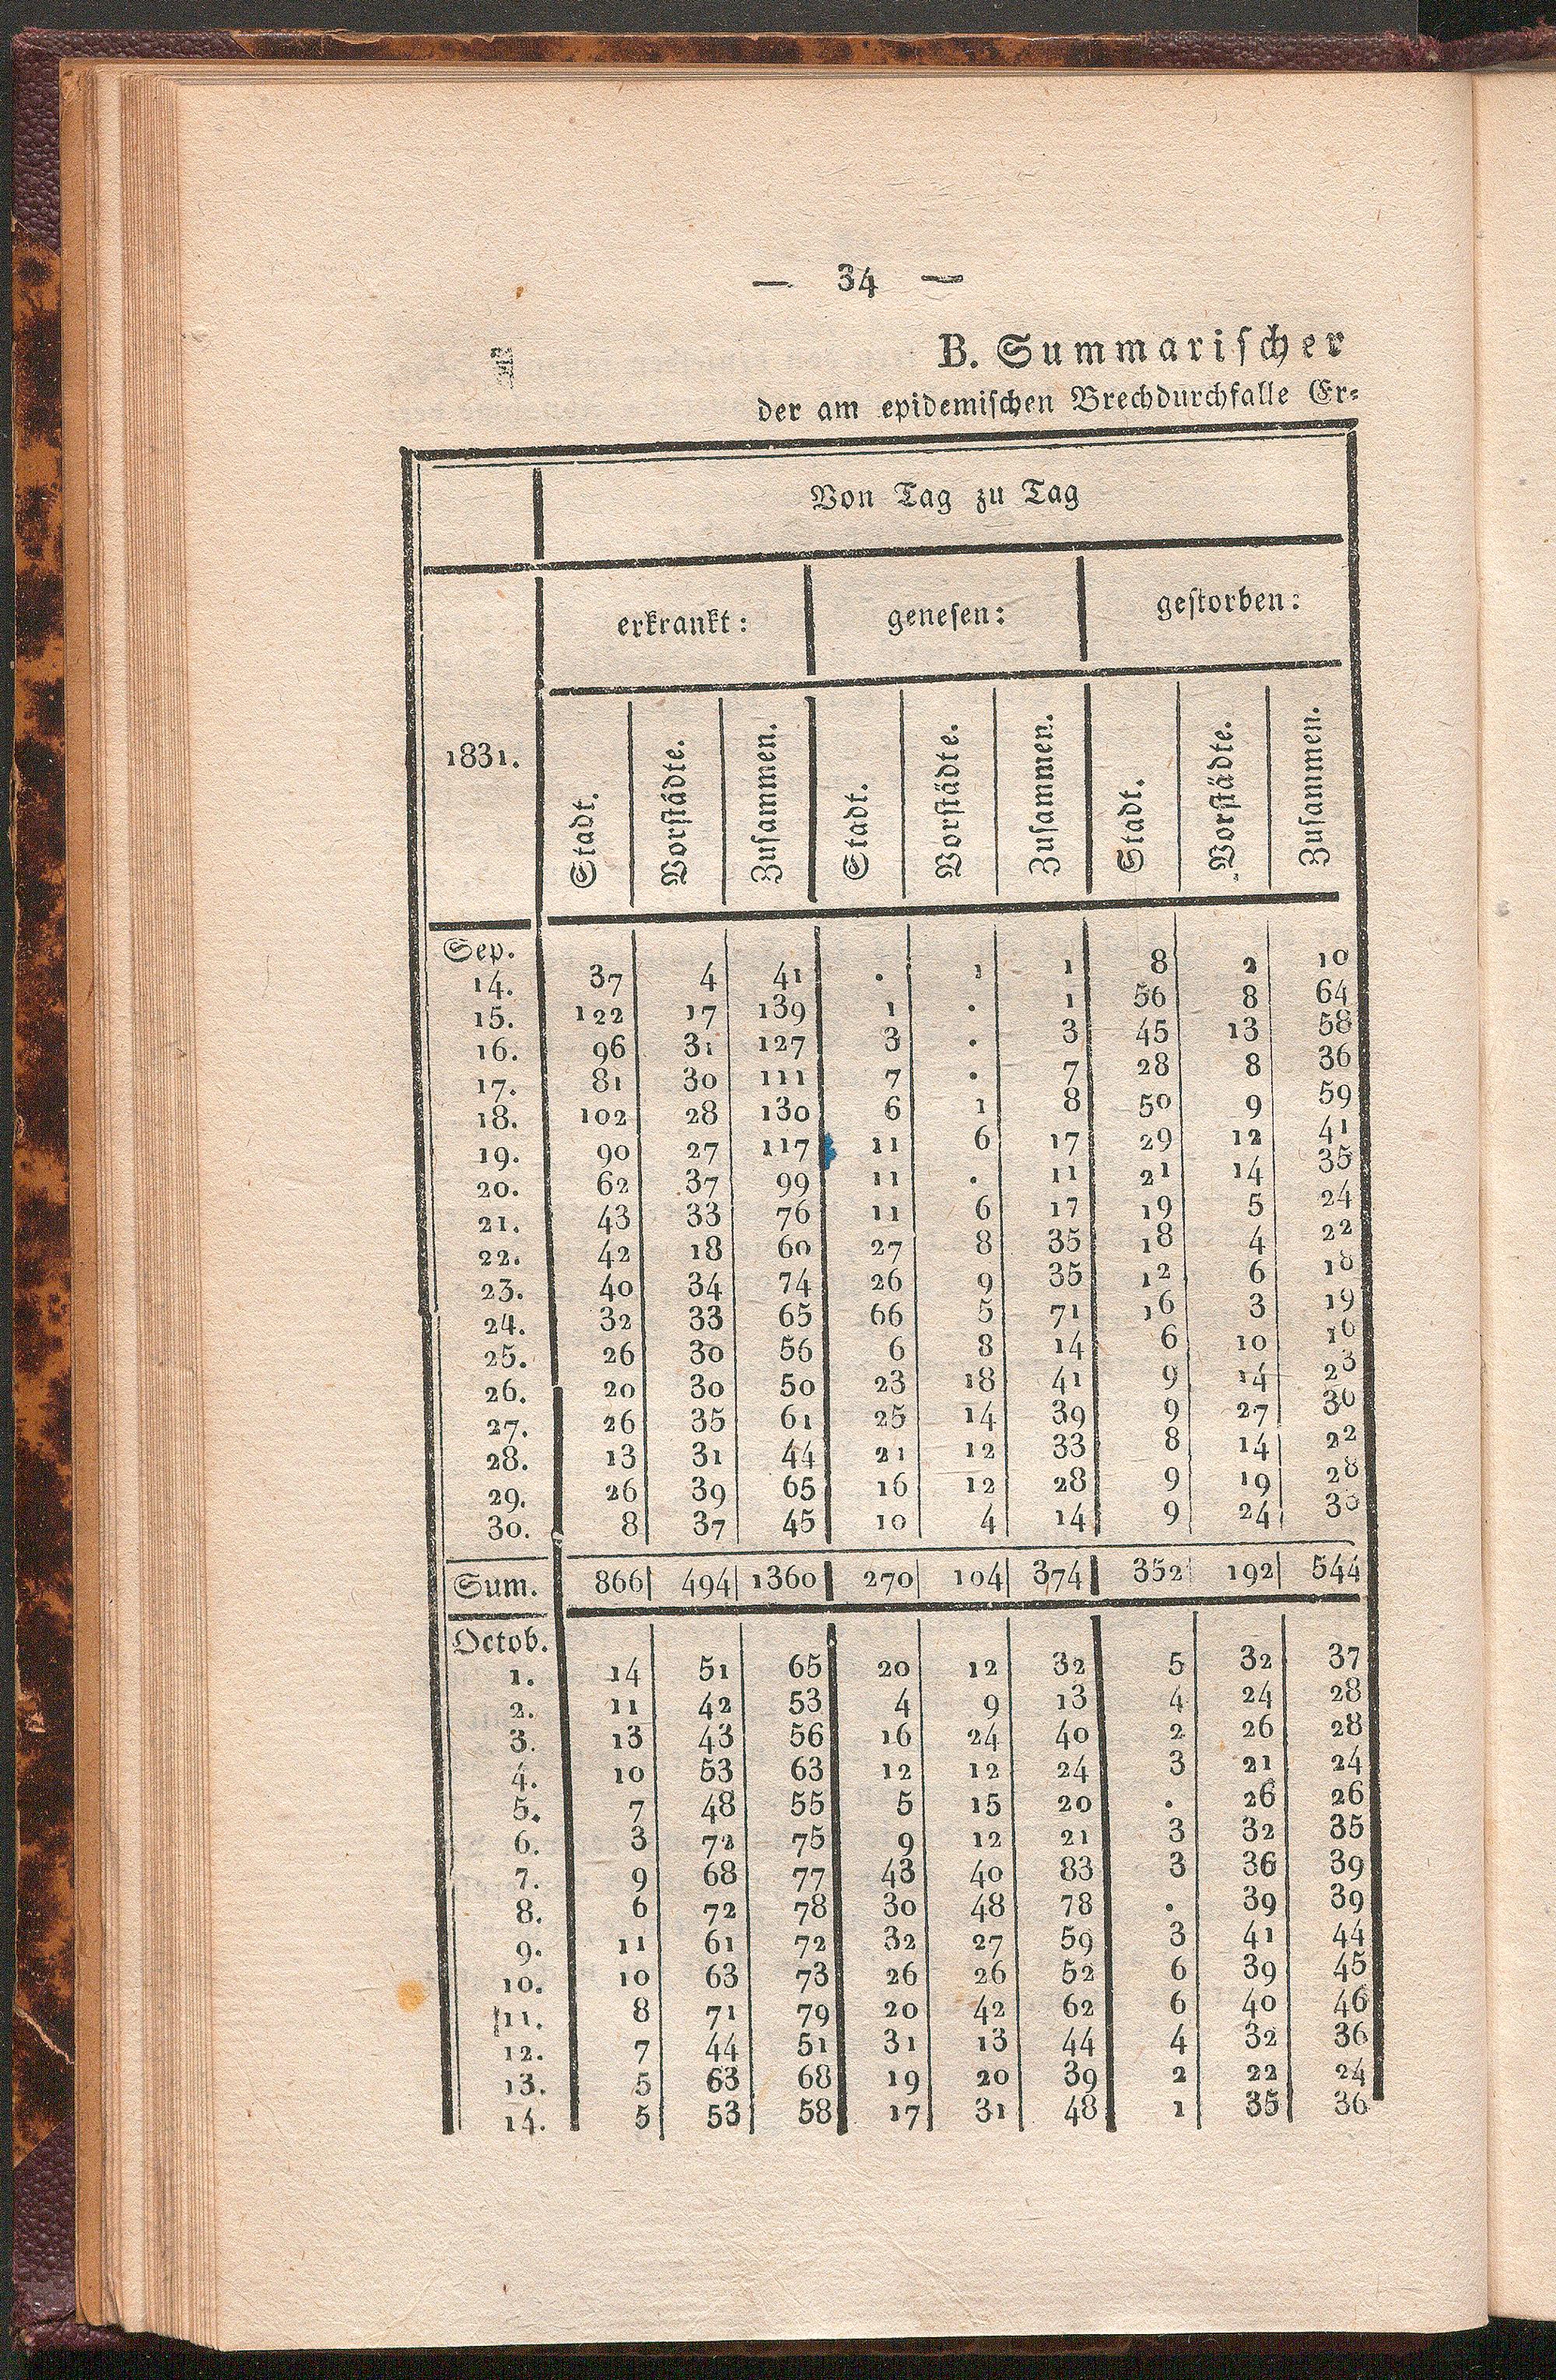 — 34 —
B. Summarischer
der am epidemischen Brechdurchfalle Er=
Von Tag zu Tag
erkrankt: genesen: gestorben:
1831. Stadt. Vorstädte. Zusammen. Stadt. Vorstädte. Zusammen. Stadt. Vorstädte. Zusammen.
Sep.
14. 37 4 41 . 1 1 8 2 10
15. 122 17 139 1 . 1 56 8 64
16. 96 31 127 3 . 3 45 13 58
17. 81 30 111 7 . 7 28 8 36
18. 102 28 130 6 1 8 50 9 59
19. 90 27 117 11 6 17 29 12 41
20. 62 37 99 11 . 11 21 14 35
21. 43 33 76 11 6 17 19 5 24
22. 42 18 60 27 8 35 18 4 22
23. 40 34 74 26 9 35 12 6 18
24. 32 33 65 66 5 71 16 3 19
25. 26 30 56 6 8 14 6 10 16
26. 20 30 50 23 18 41 9 14 23
27. 26 35 61 25 14 39 9 27 36
28. 13 31 44 21 12 33 8 14 22
29. 26 39 65 16 12 28 9 19 28
30. 8 37 45 10 4 14 9 24 33
Sum. 866 494 1360 270 104 374 352 192 544
Octob.
1. 14 51 65 20 12 32 5 32 37
2. 11 42 53 4 9 13 4 24 28
3. 13 43 56 16 24 40 2 26 28
4. 10 53 63 12 12 24 3 21 24
5. 7 48 55 5 15 20 . 26 26
6. 3 72 75 9 12 21 3 32 35
7. 9 68 77 43 40 83 3 36 39
8. 6 72 78 30 48 78 . 39 39
9. 11 61 72 32 27 59 3 41 44
10. 10 63 73 26 26 52 6 39 45
11. 8 71 79 20 42 62 6 40 46
12. 7 44 51 31 13 44 4 32 36
13. 5 63 68 19 20 39 2 22 24
14. 5 53 58 17 31 48 1 35 36